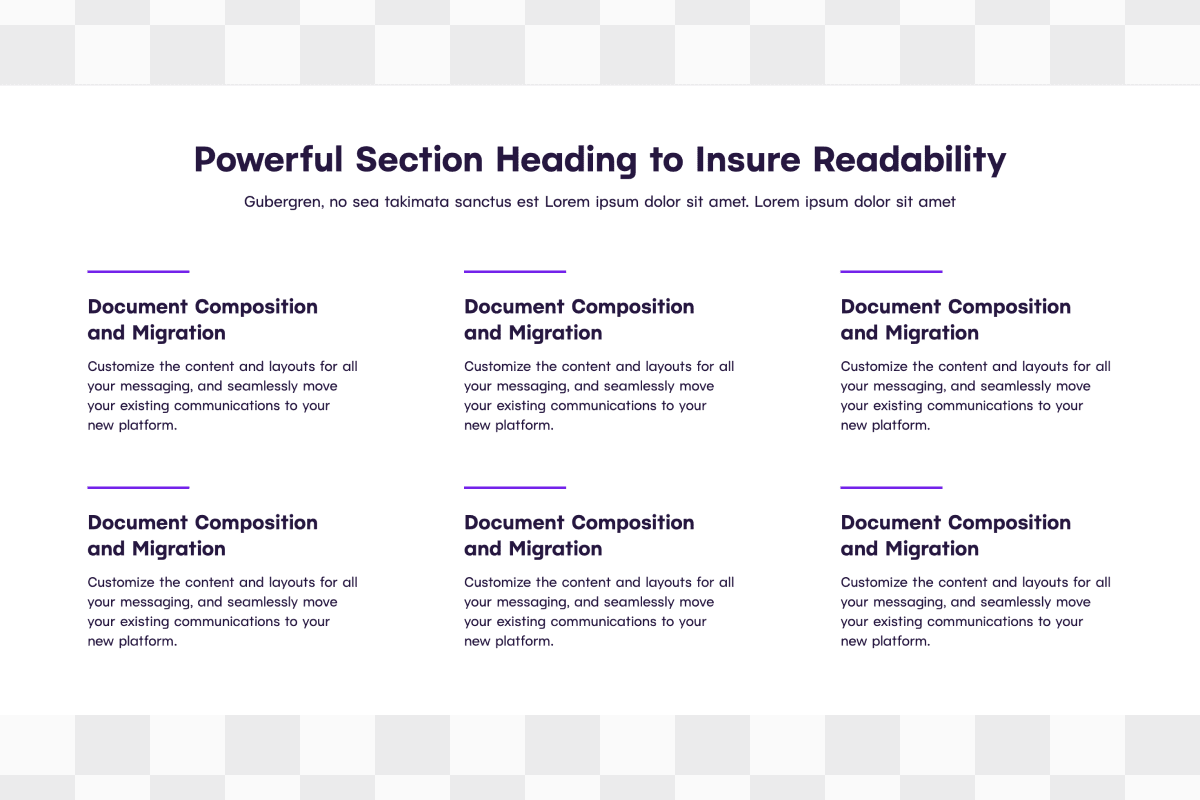 Powerful Section Heading to Insure Readability
Gubergren, no sea takimata sanctus est Lorem ipsum dolor sit amet. Lorem ipsum dolor sit amet
Document Composition
and Migration
Customize the content and layouts for all
your messaging, and seamlessly move
your existing communications to your
new platform.
Document Composition
and Migration
Customize the content and layouts for all
your messaging, and seamlessly move
your existing communications to your
new platform.
Document Composition
and Migration
Customize the content and layouts for all
your messaging, and seamlessly move
your existing communications to your
new platform.
Document Composition
and Migration
Customize the content and layouts for all
your messaging, and seamlessly move
your existing communications to your
new platform.
Document Composition
and Migration
Customize the content and layouts for all
your messaging, and seamlessly move
your existing communications to your
new platform.
Document Composition
and Migration
Customize the content and layouts for all
your messaging, and seamlessly move
your existing communications to your
new platform.